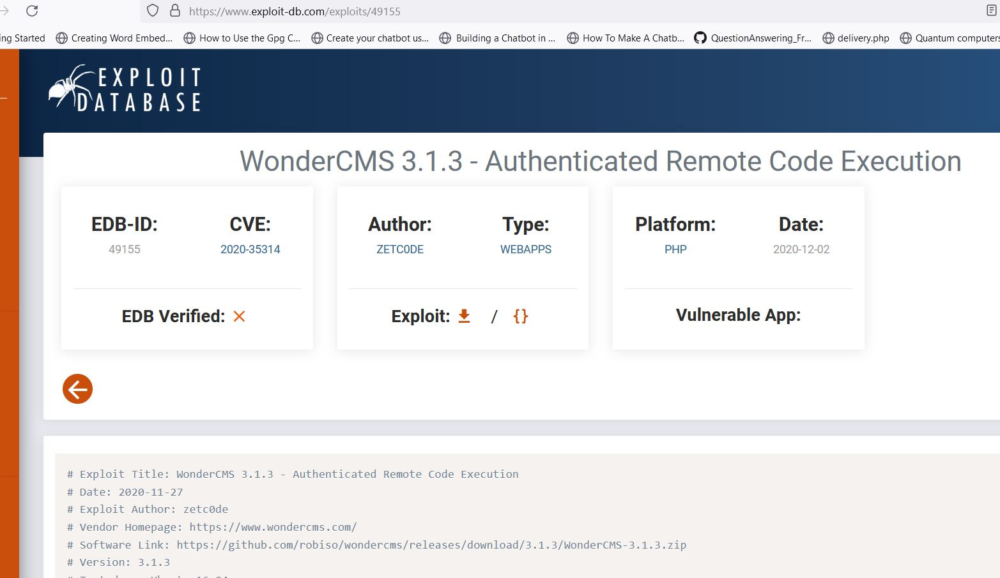 https://www.exploit-db.com/exploits/49155
ing Started Creating Word Embed... How to Use the Gpg C... Create your chatbot us... Building a Chatbot in ... How To Make A Chatb... QuestionAnswering_Fr... delivery.php Quantum computers
EXPLOIT
DATABASE
WonderCMS 3.1.3 - Authenticated Remote Code Execution
EDB-ID: CVE: Author: Type: Platform: Date:
49155 2020-35314 ZETC0DE WEBAPPS PHP 2020-12-02
EDB Verified: × Exploit: / {} Vulnerable App:
# Exploit Title: WonderCMS 3.1.3 - Authenticated Remote Code Execution
# Date: 2020-11-27
# Exploit Author: zetc0de
# Vendor Homepage: https://www.wondercms.com/
# Software Link: https://github.com/robiso/wondercms/releases/download/3.1.3/WonderCMS-3.1.3.zip
# Version: 3.1.3